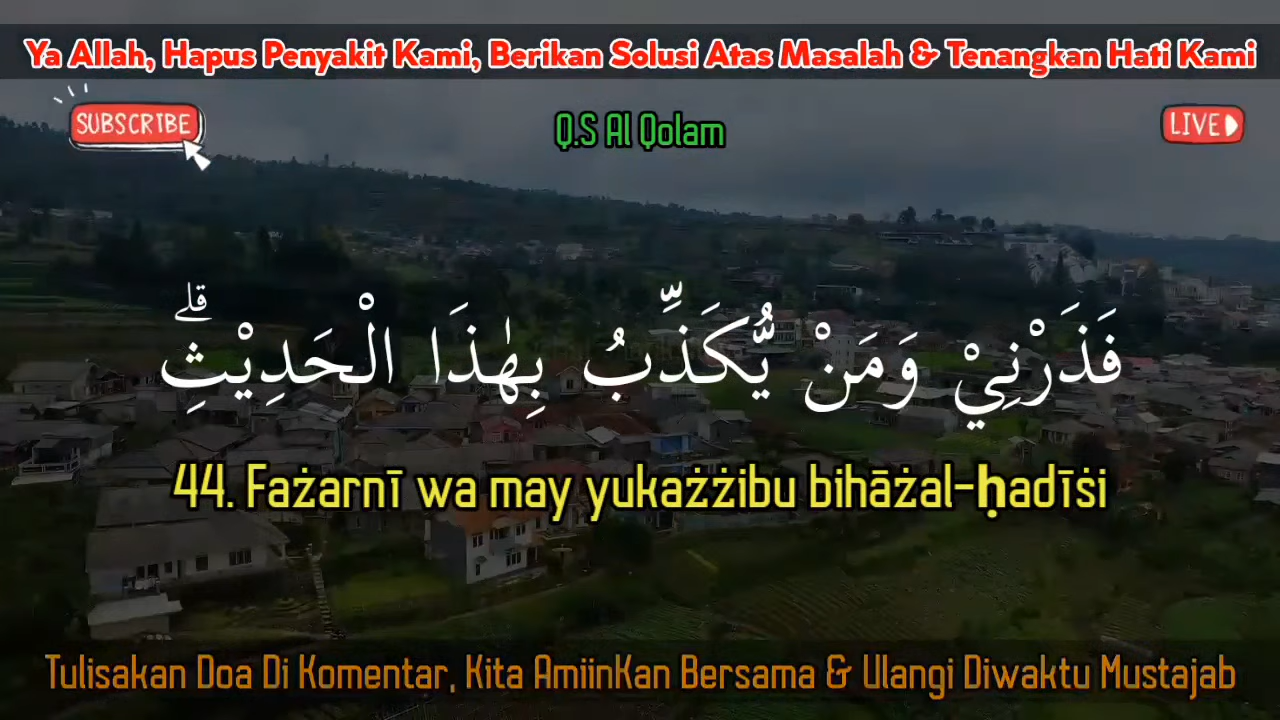 Ya Allah, Hapus Penyakit Kami, Berikan Solusi Atas Masalah & Tenangkan Hati Kami
SUBSCRIBE
Q.S Al Qolam
LIVE
فَذَرْنِيْ وَمَنْ يُّكَذِّبُ بِهٰذَا الْحَدِيْثِۗ
44. Fażarnī wa may yukażżibu bihāżal-ḥadīṡi
Tulisakan Doa Di Komentar, Kita AmiinKan Bersama & Ulangi Diwaktu Mustajab